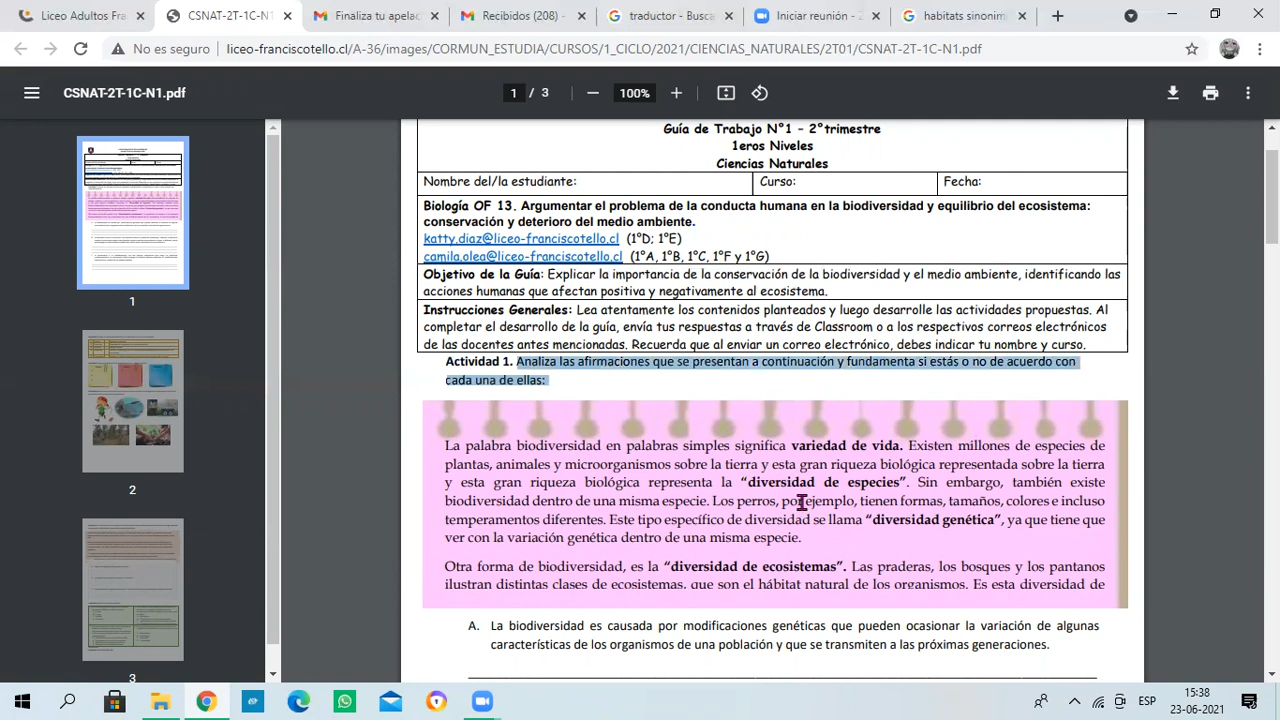 Liceo Adultos Fran
CSNAT-2T-1C-N1
Finaliza tu apelac
Recibidos (208) -
traductor - Busca
Iniciar reunión - Z
habitats sinonim
No es seguro
liceo-franciscotello.cl/A-36/images/CORMUN_ESTUDIA/CURSOS/1_CICLO/2021/CIENCIAS_NATURALES/2T01/CSNAT-2T-1C-N1.pdf
CSNAT-2T-1C-N1.pdf
1 / 3
100%
1
2
3
Guía de Trabajo N°1 - 2°trimestre
1eros Niveles
Ciencias Naturales
Nombre del/la estudiante: Curso: Fecha:
Biología OF 13. Argumentar el problema de la conducta humana en la biodiversidad y equilibrio del ecosistema:
conservación y deterioro del medio ambiente.
katty.diaz@liceo-franciscotello.cl (1°D; 1°E)
camila.olea@liceo-franciscotello.cl (1°A, 1°B, 1°C, 1°F y 1°G)
Objetivo de la Guía: Explicar la importancia de la conservación de la biodiversidad y el medio ambiente, identificando las
acciones humanas que afectan positiva y negativamente al ecosistema.
Instrucciones Generales: Lea atentamente los contenidos planteados y luego desarrolle las actividades propuestas. Al
completar el desarrollo de la guía, envía tus respuestas a través de Classroom o a los respectivos correos electrónicos
de las docentes antes mencionadas. Recuerda que al enviar un correo electrónico, debes indicar tu nombre y curso.
Actividad 1. Analiza las afirmaciones que se presentan a continuación y fundamenta si estás o no de acuerdo con
cada una de ellas:
La palabra biodiversidad en palabras simples significa variedad de vida. Existen millones de especies de
plantas, animales y microorganismos sobre la tierra y esta gran riqueza biológica representada sobre la tierra
y esta gran riqueza biológica representa la “diversidad de especies”. Sin embargo, también existe
biodiversidad dentro de una misma especie. Los perros, por ejemplo, tienen formas, tamaños, colores e incluso
temperamentos diferentes. Este tipo específico de diversidad se llama “diversidad genética”, ya que tiene que
ver con la variación genética dentro de una misma especie.
Otra forma de biodiversidad, es la “diversidad de ecosistemas”. Las praderas, los bosques y los pantanos
ilustran distintas clases de ecosistemas, que son el hábitat natural de los organismos. Es esta diversidad de
A. La biodiversidad es causada por modificaciones genéticas que pueden ocasionar la variación de algunas
características de los organismos de una población y que se transmiten a las próximas generaciones.
ESP
15:38
23-06-2021